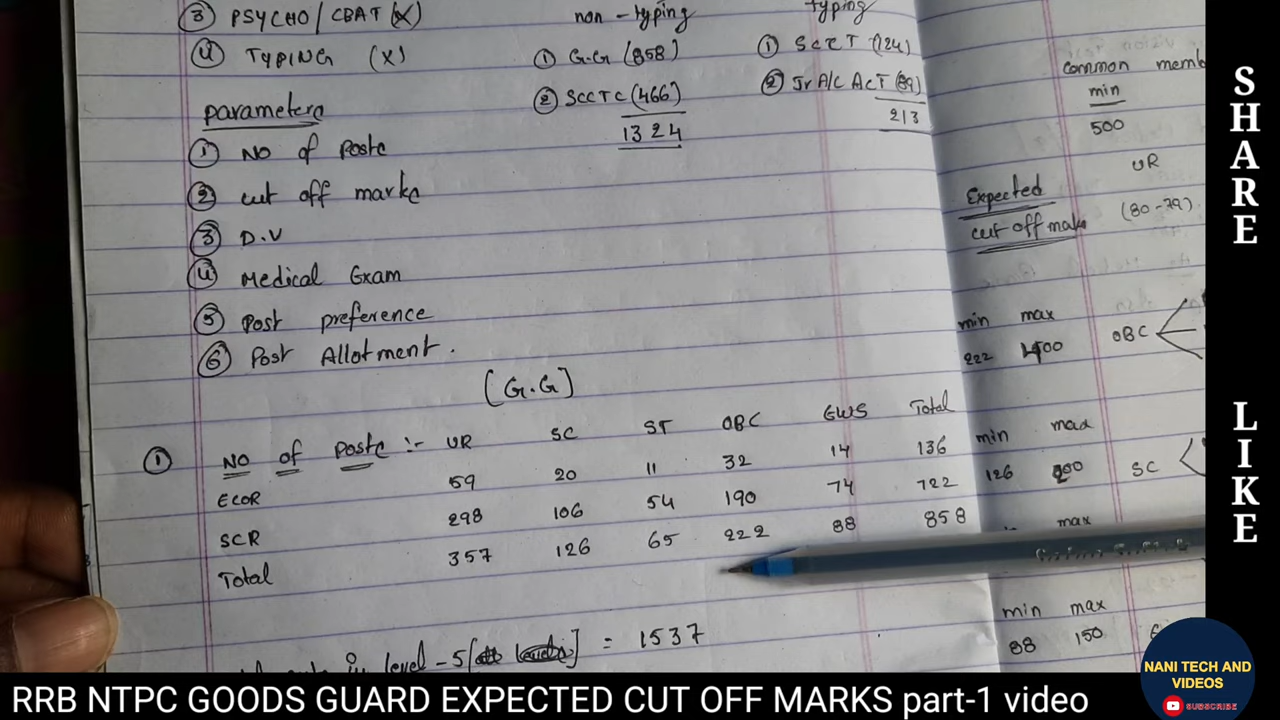 ③ PSYCHO/CBAT (X)
④ TYPING (X)
non-typing
① G.G (858)
② SCCTC (466)
1324
typing
① SCCT (124)
② Jr A/C ACT (89)
213
parameters
① NO of Posts
② cut off marks
③ D.V
④ Medical Exam
⑤ Post preference
⑥ Post Allotment.
common memb
min
500
UR
Expected
cut off marks
(80-79)
min max
222 400
OBC
[G.G]
① NO of Posts :- UR SC ST OBC EWS Total
ECOR 59 20 11 32 14 136
SCR 298 106 54 190 74 722
Total 357 126 65 222 88 858
min max
126 200
SC
max
min max
88 150
in level-5 = 1537
SHARE
LIKE
NANI TECH AND
VIDEOS
SUBSCRIBE
RRB NTPC GOODS GUARD EXPECTED CUT OFF MARKS part-1 video